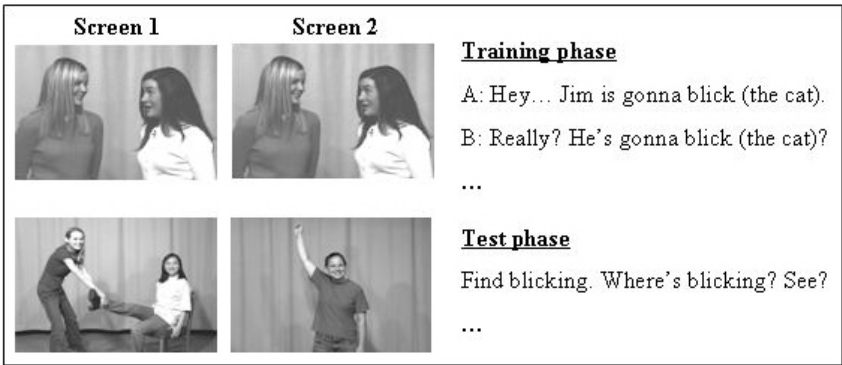 Screen 1
Screen 2
Training phase
A: Hey... Jim is gonna blick (the cat).
B: Really? He's gonna blick (the cat)?
...
Test phase
Find blicking. Where's blicking? See?
...